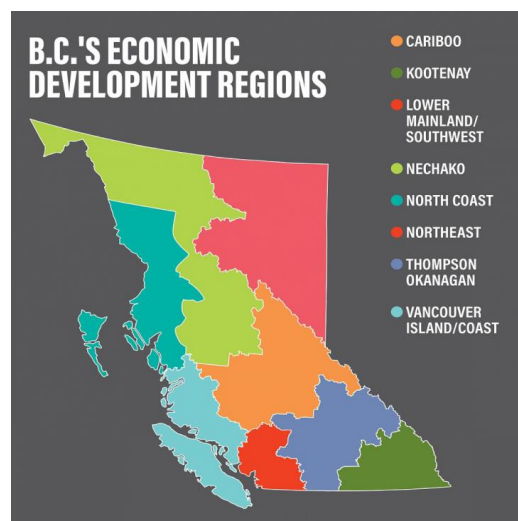 B.C.'S ECONOMIC
DEVELOPMENT REGIONS
CARIBOO
KOOTENAY
LOWER
MAINLAND/
SOUTHWEST
NECHAKO
NORTH COAST
NORTHEAST
THOMPSON
OKANAGAN
VANCOUVER
ISLAND/COAST